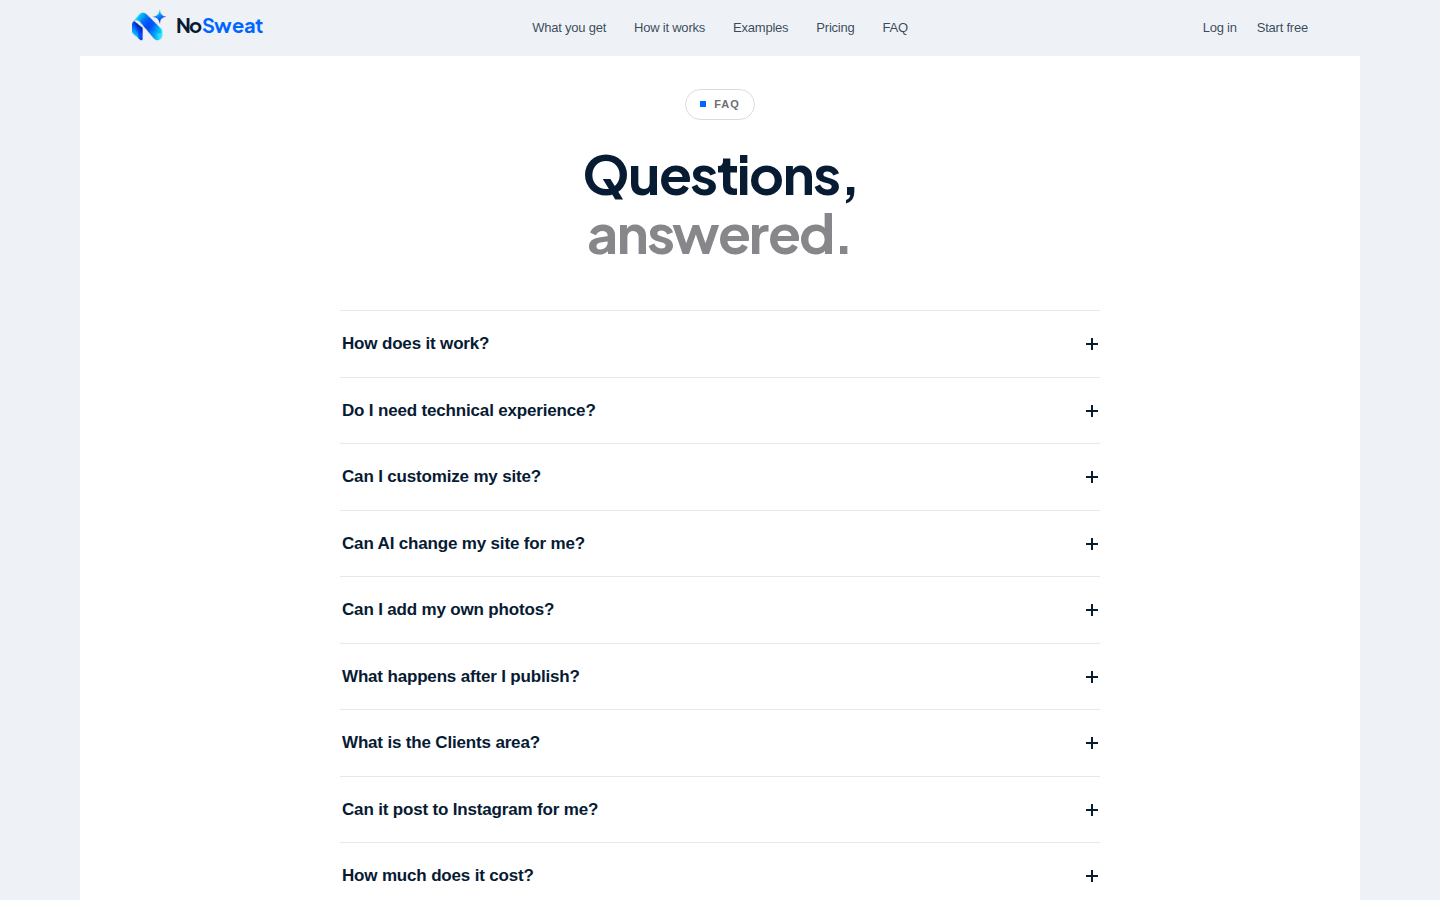 NoSweat
What you get
How it works
Examples
Pricing
FAQ
Log in
Start free
FAQ
Questions,
answered.
How does it work?
Do I need technical experience?
Can I customize my site?
Can AI change my site for me?
Can I add my own photos?
What happens after I publish?
What is the Clients area?
Can it post to Instagram for me?
How much does it cost?